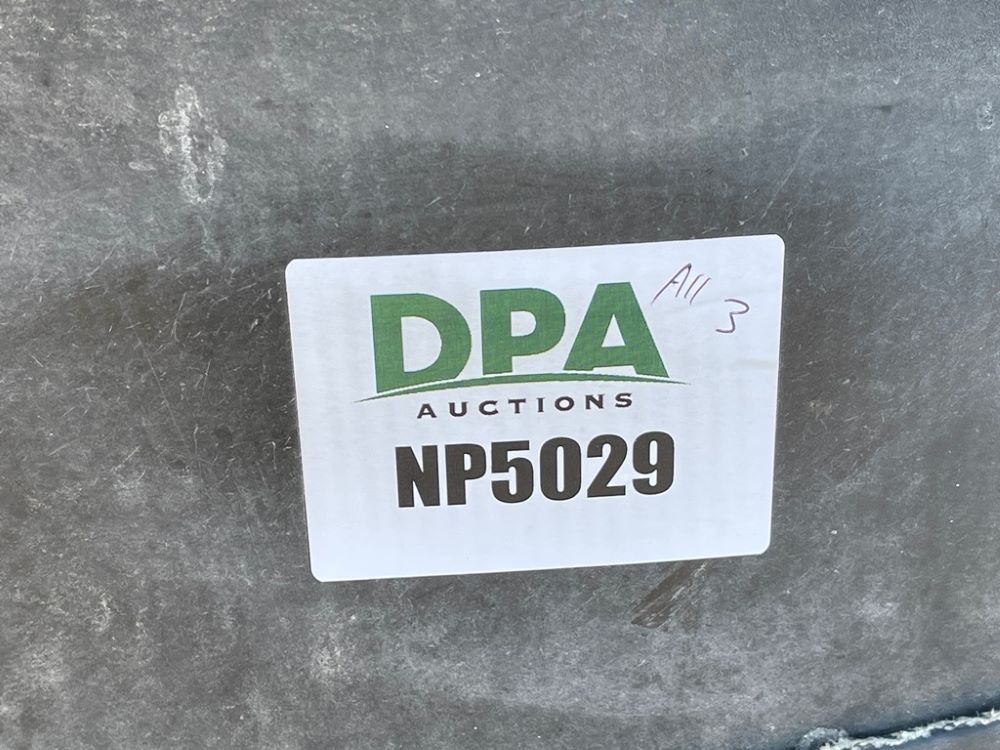 DPA
All
3
AUCTIONS
NP5029